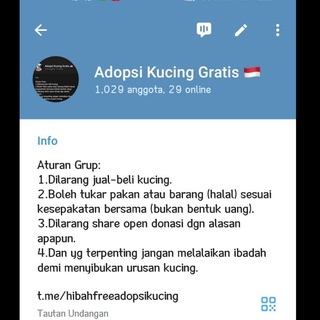 Adopsi Kucing Gratis 🇮🇩
1,029 anggota, 29 online
Info
Aturan Grup:
1.Dilarang jual-beli kucing.
2.Boleh tukar pakan atau barang (halal) sesuai
kesepakatan bersama (bukan bentuk uang).
3.Dilarang share open donasi dgn alasan
apapun.
4.Dan yg terpenting jangan melalaikan ibadah
demi menyibukan urusan kucing.
t.me/hibahfreeadopsikucing
Tautan Undangan